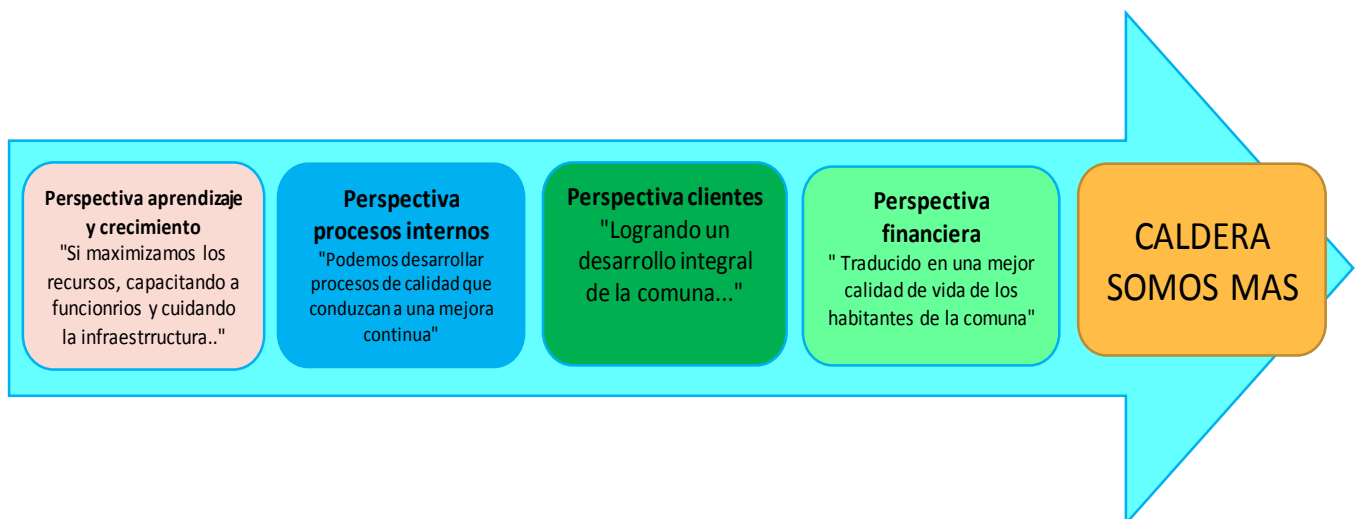 Perspectiva aprendizaje
y crecimiento
"Si maximizamos los
recursos, capacitando a
funcionrios y cuidando
la infraestrructura.."
Perspectiva
procesos internos
"Podemos desarrollar
procesos de calidad que
conduzcan a una mejora
continua"
Perspectiva clientes
"Logrando un
desarrollo integral
de la comuna..."
Perspectiva
financiera
" Traducido en una mejor
calidad de vida de los
habitantes de la comuna"
CALDERA
SOMOS MAS